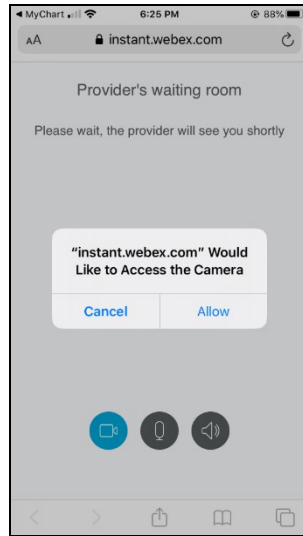 MyChart 6:25 PM 88%
AA instant.webex.com
Provider's waiting room
Please wait, the provider will see you shortly
“instant.webex.com” Would
Like to Access the Camera
Cancel Allow